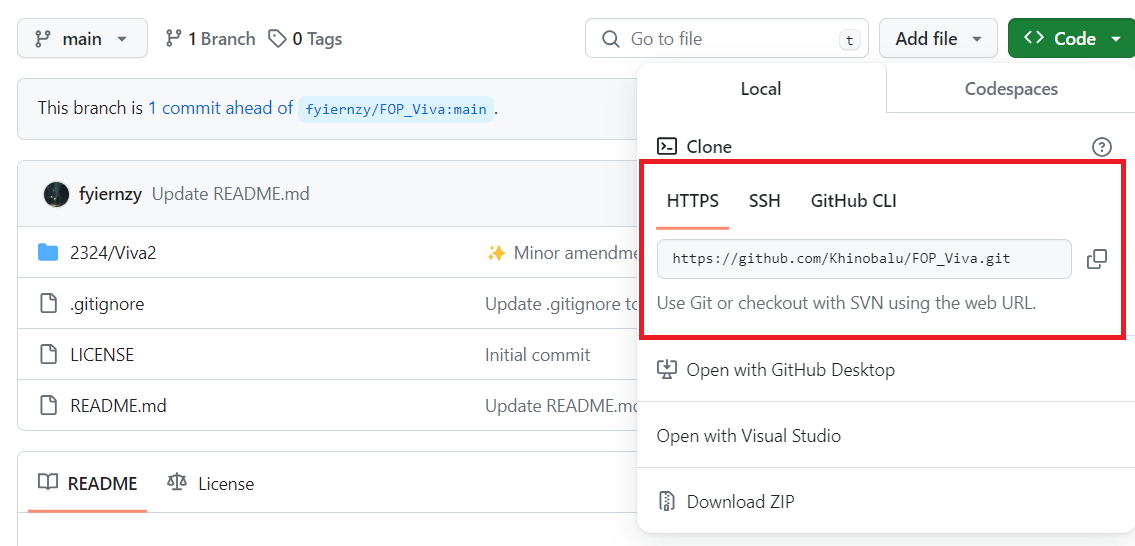 main 1 Branch 0 Tags Go to file t Add file Code
This branch is 1 commit ahead of fyiernzy/FOP_Viva:main .
Local Codespaces
Clone
HTTPS SSH GitHub CLI
https://github.com/Khinobalu/FOP_Viva.git
Use Git or checkout with SVN using the web URL.
Open with GitHub Desktop
Open with Visual Studio
Download ZIP
fyiernzy Update README.md
2324/Viva2 ✨ Minor amendme
.gitignore Update .gitignore to
LICENSE Initial commit
README.md Update README.md
README License